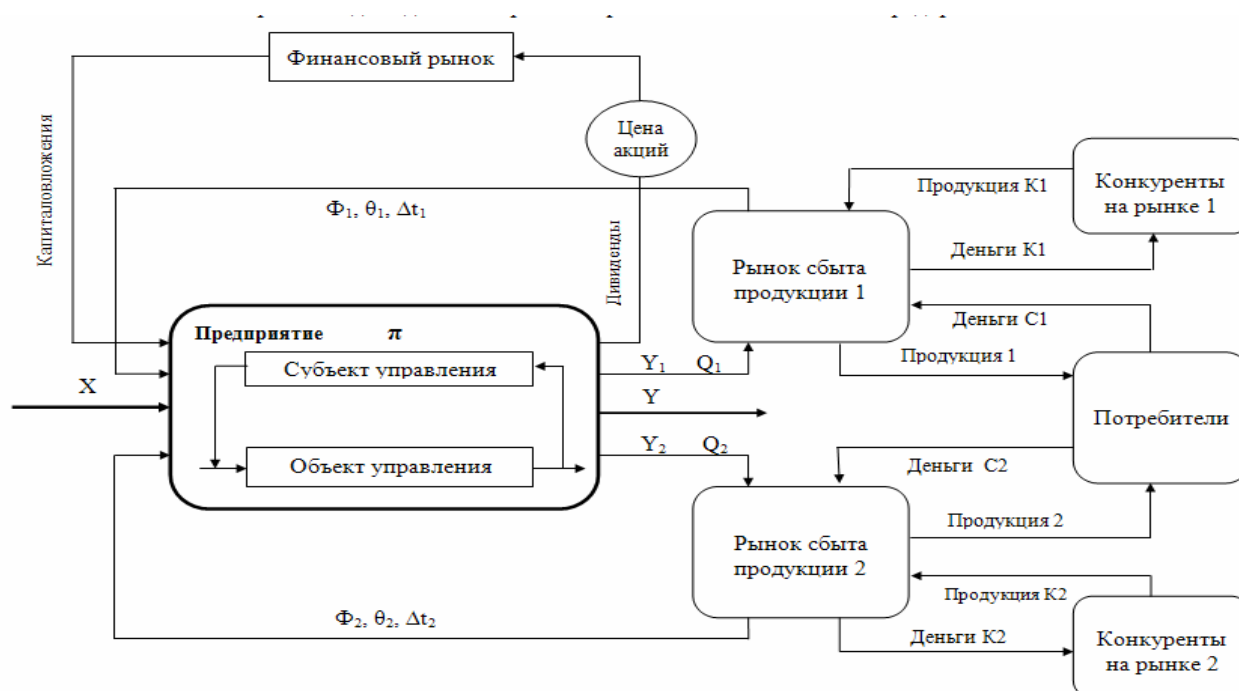 Финансовый рынок
Капиталовложения
Цена
акций
Дивиденды
Ф₁, θ₁, Δt₁
Продукция К1
Конкуренты
на рынке 1
Деньги К1
Рынок сбыта
продукции 1
Деньги С1
Продукция 1
Предприятие π
Субъект управления
Объект управления
X
Y₁ Q₁
Y
Y₂ Q₂
Потребители
Деньги С2
Продукция 2
Рынок сбыта
продукции 2
Продукция К2
Деньги К2
Конкуренты
на рынке 2
Ф₂, θ₂, Δt₂